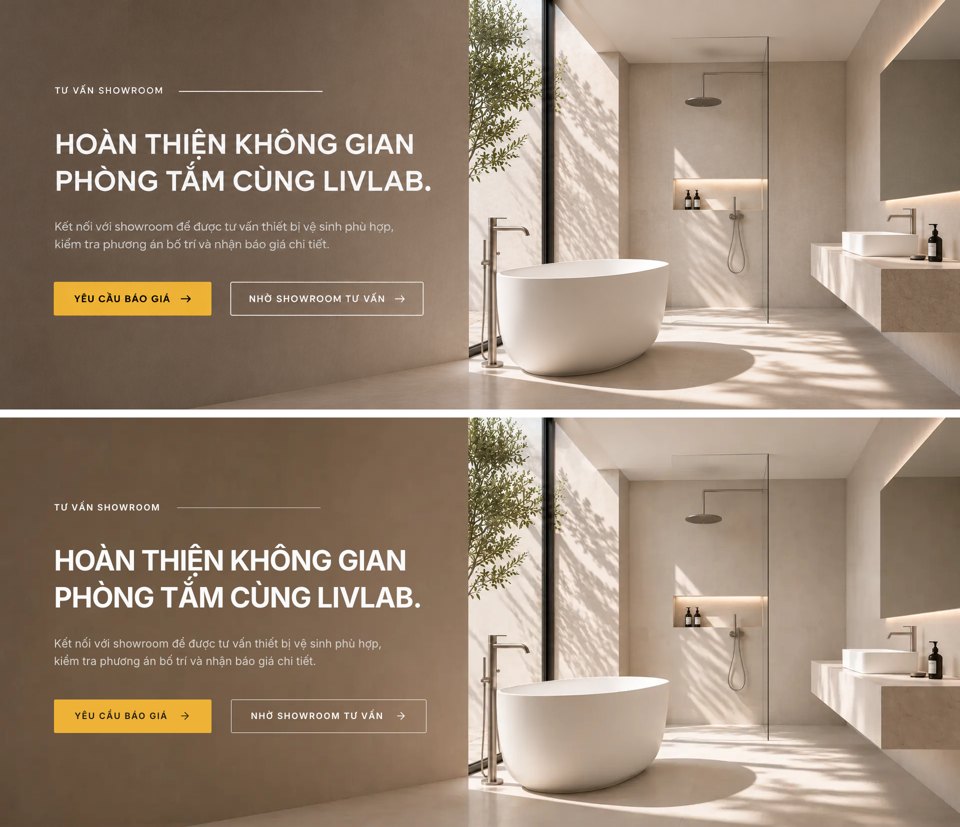 TƯ VẤN SHOWROOM
HOÀN THIỆN KHÔNG GIAN
PHÒNG TẮM CÙNG LIVLAB.
Kết nối với showroom để được tư vấn thiết bị vệ sinh phù hợp,
kiểm tra phương án bố trí và nhận báo giá chi tiết.
YÊU CẦU BÁO GIÁ →
NHỜ SHOWROOM TƯ VẤN →
TƯ VẤN SHOWROOM
HOÀN THIỆN KHÔNG GIAN
PHÒNG TẮM CÙNG LIVLAB.
Kết nối với showroom để được tư vấn thiết bị vệ sinh phù hợp,
kiểm tra phương án bố trí và nhận báo giá chi tiết.
YÊU CẦU BÁO GIÁ →
NHỜ SHOWROOM TƯ VẤN →